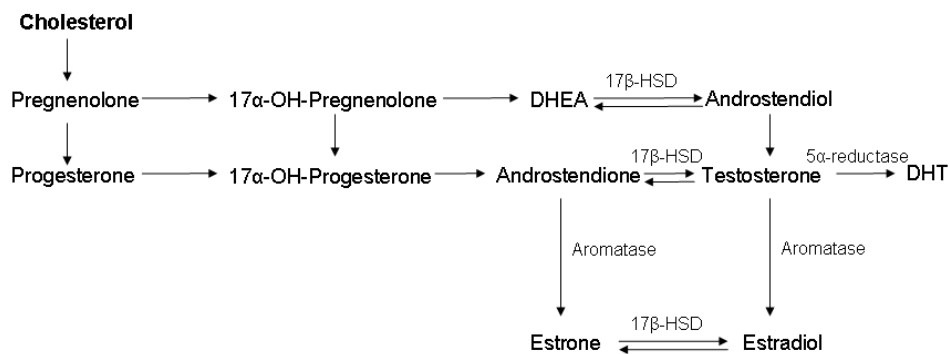 Cholesterol
17β-HSD
Pregnenolone 17α-OH-Pregnenolone DHEA Androstendiol
17β-HSD 5α-reductase
Progesterone 17α-OH-Progesterone Androstendione Testosterone DHT
Aromatase Aromatase
17β-HSD
Estrone Estradiol